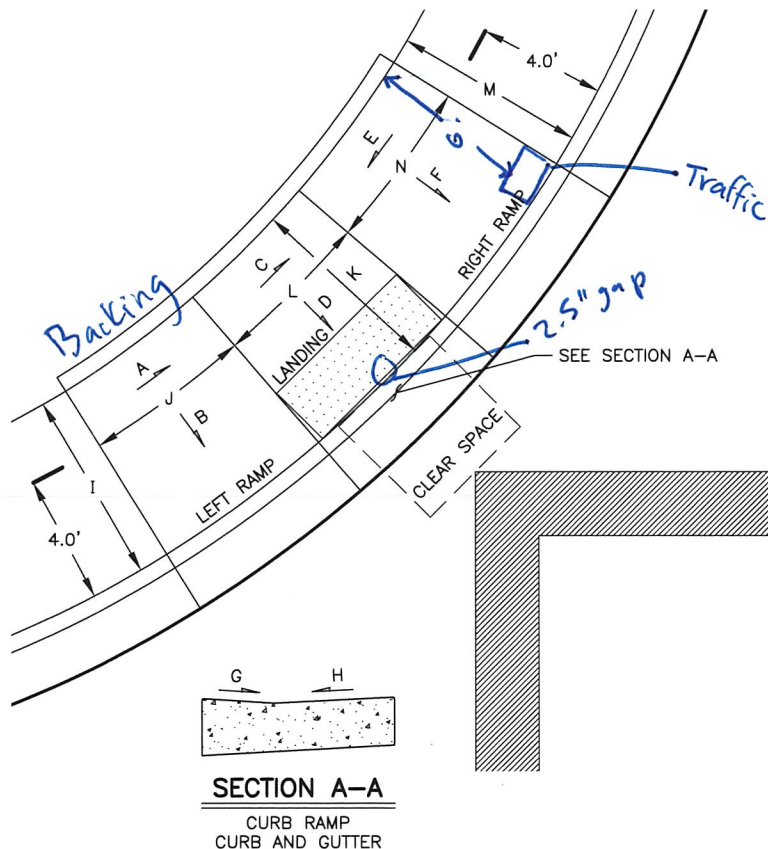 4.0'
M
E
6'
N
F
Traffic
RIGHT RAMP
C
K
L
D
2.5" gap
Backing
LANDING
SEE SECTION A-A
A
J
B
CLEAR SPACE
I
LEFT RAMP
4.0'
G
H
SECTION A-A
CURB RAMP
CURB AND GUTTER